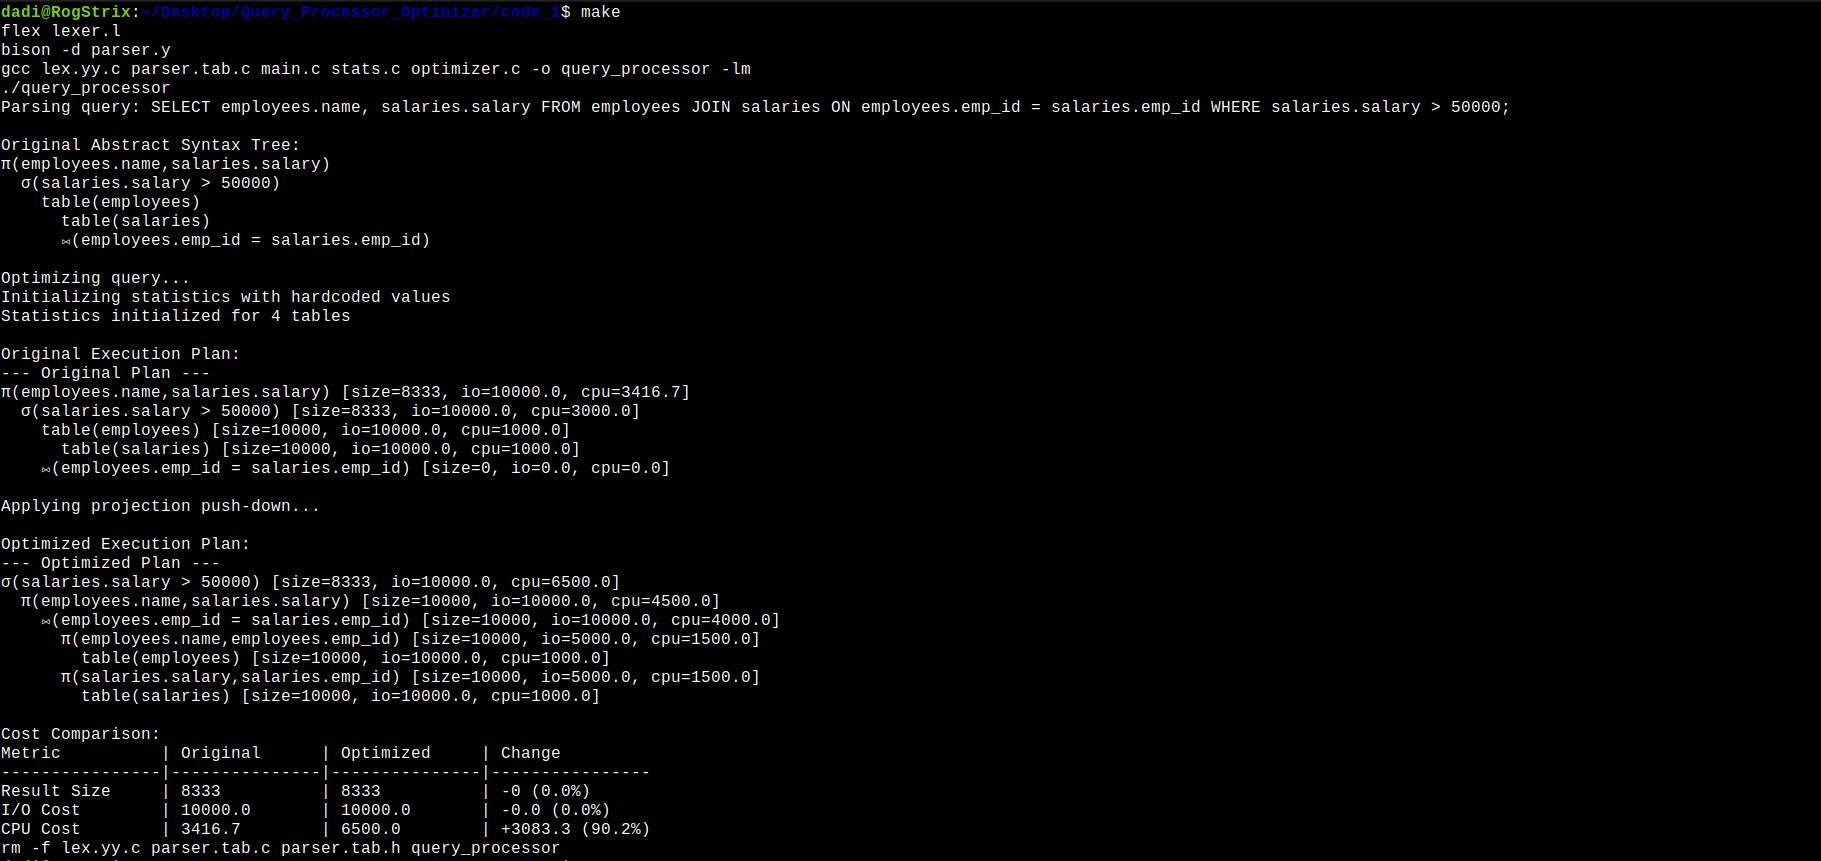 dadi@RogStrix:~/Desktop/Query_Processor_Optimizer/code_1$ make
flex lexer.l
bison -d parser.y
gcc lex.yy.c parser.tab.c main.c stats.c optimizer.c -o query_processor -lm
./query_processor
Parsing query: SELECT employees.name, salaries.salary FROM employees JOIN salaries ON employees.emp_id = salaries.emp_id WHERE salaries.salary > 50000;

Original Abstract Syntax Tree:
π(employees.name,salaries.salary)
  σ(salaries.salary > 50000)
    table(employees)
      table(salaries)
      ⋈(employees.emp_id = salaries.emp_id)

Optimizing query...
Initializing statistics with hardcoded values
Statistics initialized for 4 tables

Original Execution Plan:
--- Original Plan ---
π(employees.name,salaries.salary) [size=8333, io=10000.0, cpu=3416.7]
  σ(salaries.salary > 50000) [size=8333, io=10000.0, cpu=3000.0]
    table(employees) [size=10000, io=10000.0, cpu=1000.0]
      table(salaries) [size=10000, io=10000.0, cpu=1000.0]
    ⋈(employees.emp_id = salaries.emp_id) [size=0, io=0.0, cpu=0.0]

Applying projection push-down...

Optimized Execution Plan:
--- Optimized Plan ---
σ(salaries.salary > 50000) [size=8333, io=10000.0, cpu=6500.0]
  π(employees.name,salaries.salary) [size=10000, io=10000.0, cpu=4500.0]
    ⋈(employees.emp_id = salaries.emp_id) [size=10000, io=10000.0, cpu=4000.0]
      π(employees.name,employees.emp_id) [size=10000, io=5000.0, cpu=1500.0]
        table(employees) [size=10000, io=10000.0, cpu=1000.0]
      π(salaries.salary,salaries.emp_id) [size=10000, io=5000.0, cpu=1500.0]
        table(salaries) [size=10000, io=10000.0, cpu=1000.0]

Cost Comparison:
Metric          | Original      | Optimized     | Change
----------------|---------------|---------------|----------------
Result Size     | 8333          | 8333          | -0 (0.0%)
I/O Cost        | 10000.0       | 10000.0       | -0.0 (0.0%)
CPU Cost        | 3416.7        | 6500.0        | +3083.3 (90.2%)
rm -f lex.yy.c parser.tab.c parser.tab.h query_processor